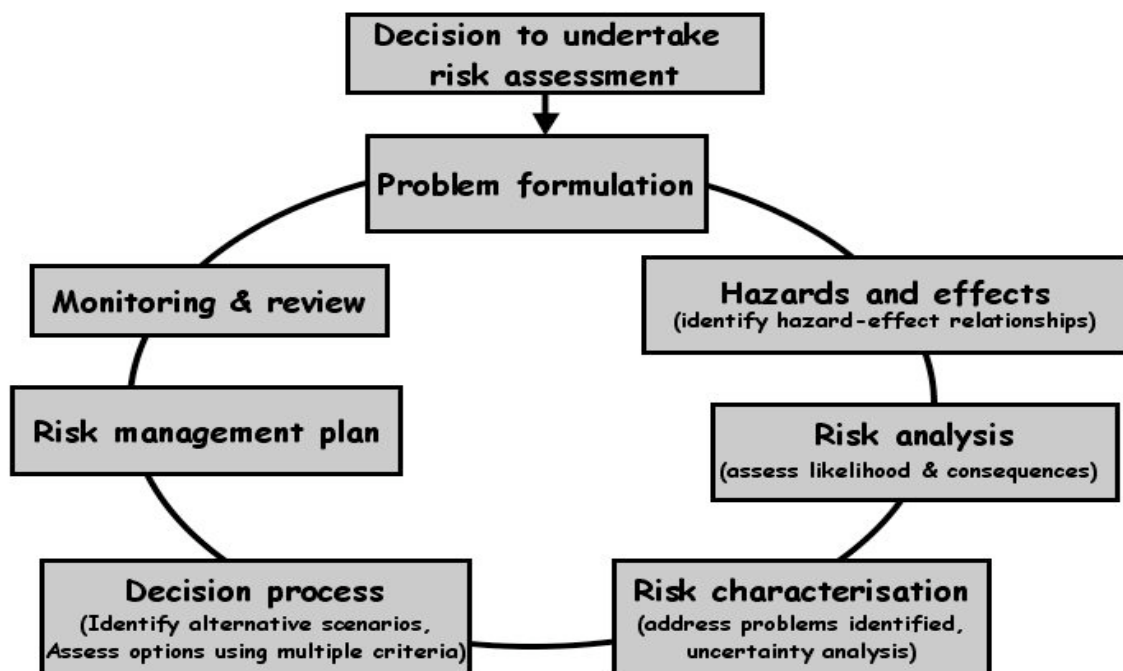 Decision to undertake
risk assessment
Problem formulation
Hazards and effects
(identify hazard-effect relationships)
Risk analysis
(assess likelihood & consequences)
Risk characterisation
(address problems identified,
uncertainty analysis)
Decision process
(Identify alternative scenarios,
Assess options using multiple criteria)
Risk management plan
Monitoring & review